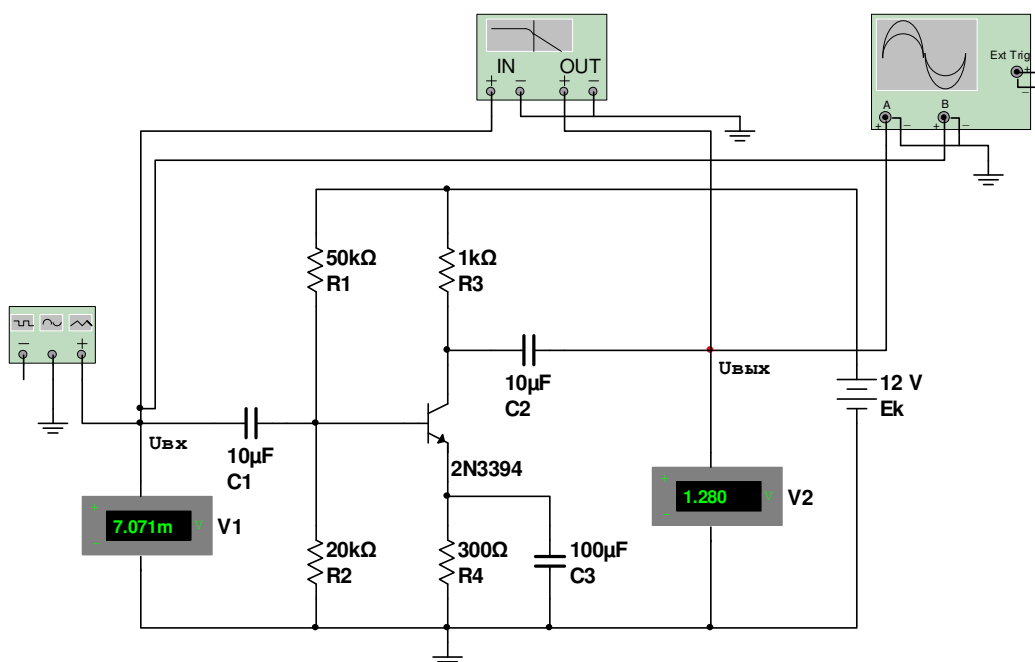 IN OUT
+ − + −
Ext Trig
+
−
A B
+ − + −
50kΩ
R1
1kΩ
R3
− +
10µF
C2
Uвых
12 V
Ek
Uвх
10µF
C1
2N3394
+
−
7.071m V
V1
+
−
1.280 V
V2
20kΩ
R2
300Ω
R4
100µF
C3